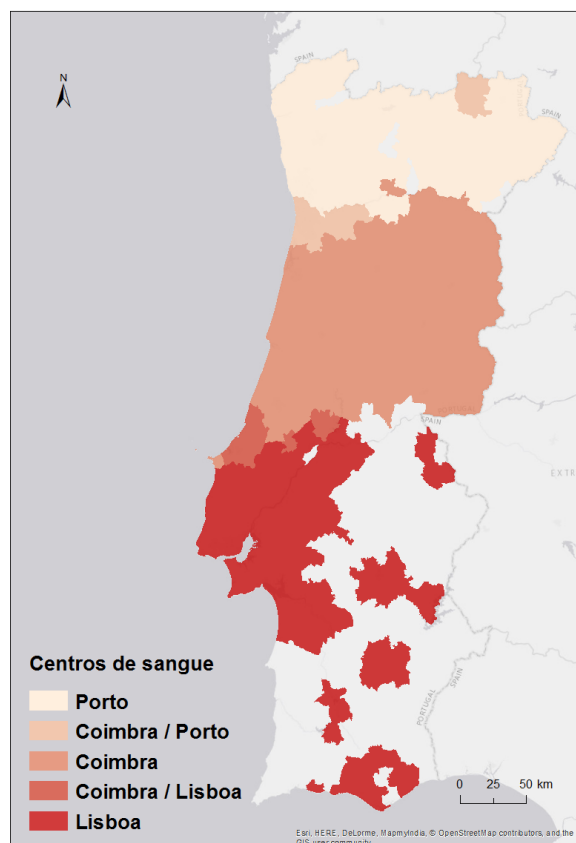 SPAIN
N
SPAIN
SPAIN
EXTR
Centros de sangue
Porto
Coimbra / Porto
Coimbra
Coimbra / Lisboa
Lisboa
PORTUGAL
SPAIN
0 25 50 km
Esri, HERE, DeLorme, MapmyIndia, © OpenStreetMap contributors, and the
GIS user community